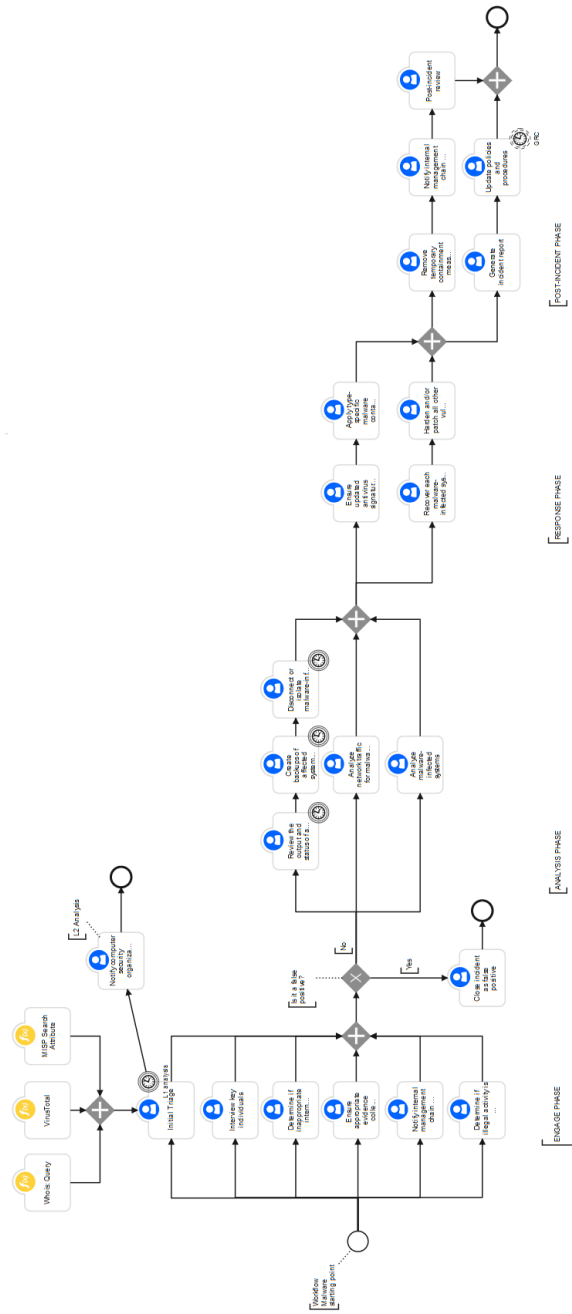 Post-incident
review
Notify internal
management
chain ...
Update policies
and
procedures
GRC
Remove
temporary
containment
meas...
Generate
incident report
POST-INCIDENT PHASE
Apply type-
specific
malware
conta...
Harden and/or
patch all other
vul...
Ensure
updated
antivirus
signatur...
Recover each
malware-
infected sys...
RESPONSE PHASE
Disconnect or
isolate
malware-inf...
Create
backups of
affected
system...
Analyze
network traffic
for malwa...
Analyze
malware-
infected
systems
Review the
output and
status of a...
ANALYSIS PHASE
L2 Analysis
Notify computer
security
organiza...
No
Is it a false
positive?
Yes
Close incident
as false
positive
MISP: Search
Attribute
VirusTotal
Whois: Query
L1 analysis
Initial Triage
Interview key
individuals
Determine if
inappropriate
intern...
Ensure
appropriate
evidence
colle...
Notify internal
management
chain ...
Determine if
illegal activity is
...
ENGAGE PHASE
Workflow
Malware
starting point